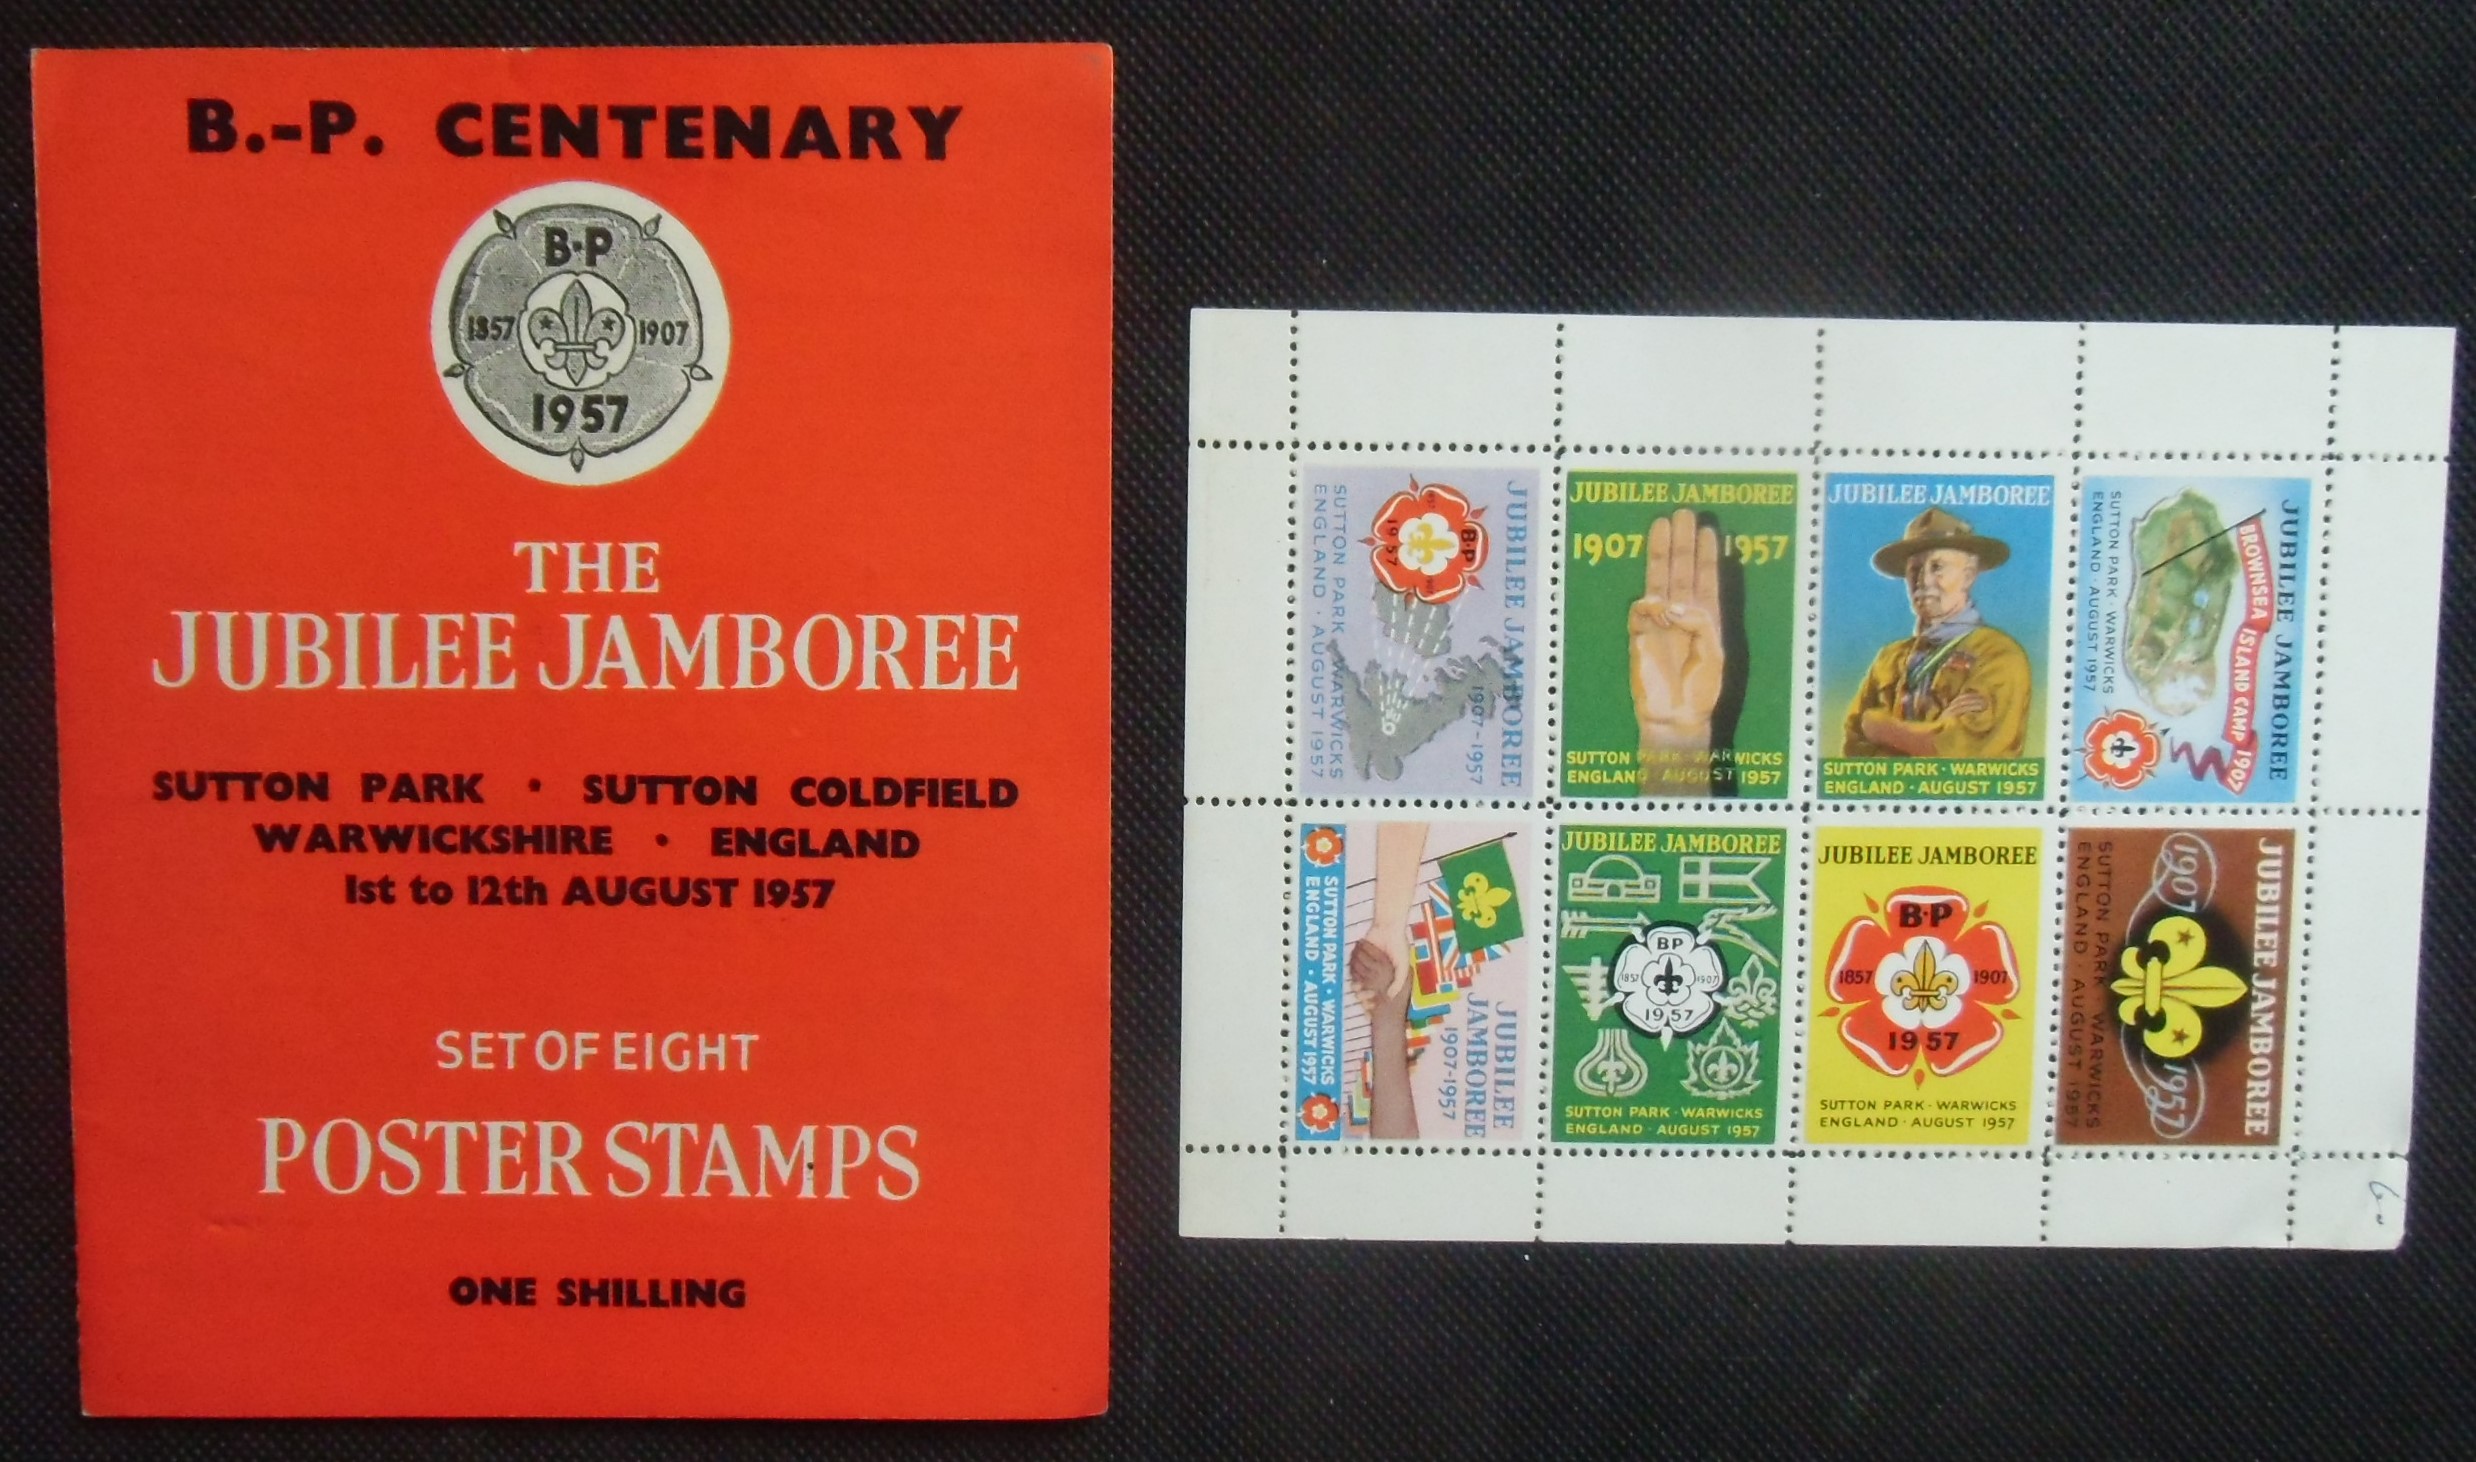 B.-P. CENTENARY
B·P
1857 1907
1957
THE
JUBILEE JAMBOREE
SUTTON PARK · SUTTON COLDFIELD
WARWICKSHIRE · ENGLAND
1st to 12th AUGUST 1957
SET OF EIGHT
POSTER STAMPS
ONE SHILLING
JUBILEE JAMBOREE
1907-1957
B·P
1957
SUTTON PARK · WARWICKS
ENGLAND · AUGUST 1957
JUBILEE JAMBOREE
1907 1957
SUTTON PARK · WARWICKS
ENGLAND AUGUST 1957
JUBILEE JAMBOREE
SUTTON PARK · WARWICKS
ENGLAND · AUGUST 1957
JUBILEE JAMBOREE
BROWNSEA ISLAND CAMP 1907
SUTTON PARK · WARWICKS
ENGLAND · AUGUST 1957
JUBILEE
JAMBOREE
1907-1957
SUTTON PARK · WARWICKS
ENGLAND · AUGUST 1957
JUBILEE JAMBOREE
BP
1857 1907
1957
SUTTON PARK · WARWICKS
ENGLAND · AUGUST 1957
JUBILEE JAMBOREE
B·P
1857 1907
1957
SUTTON PARK · WARWICKS
ENGLAND · AUGUST 1957
JUBILEE JAMBOREE
1907 1957
SUTTON PARK · WARWICKS
ENGLAND · AUGUST 1957